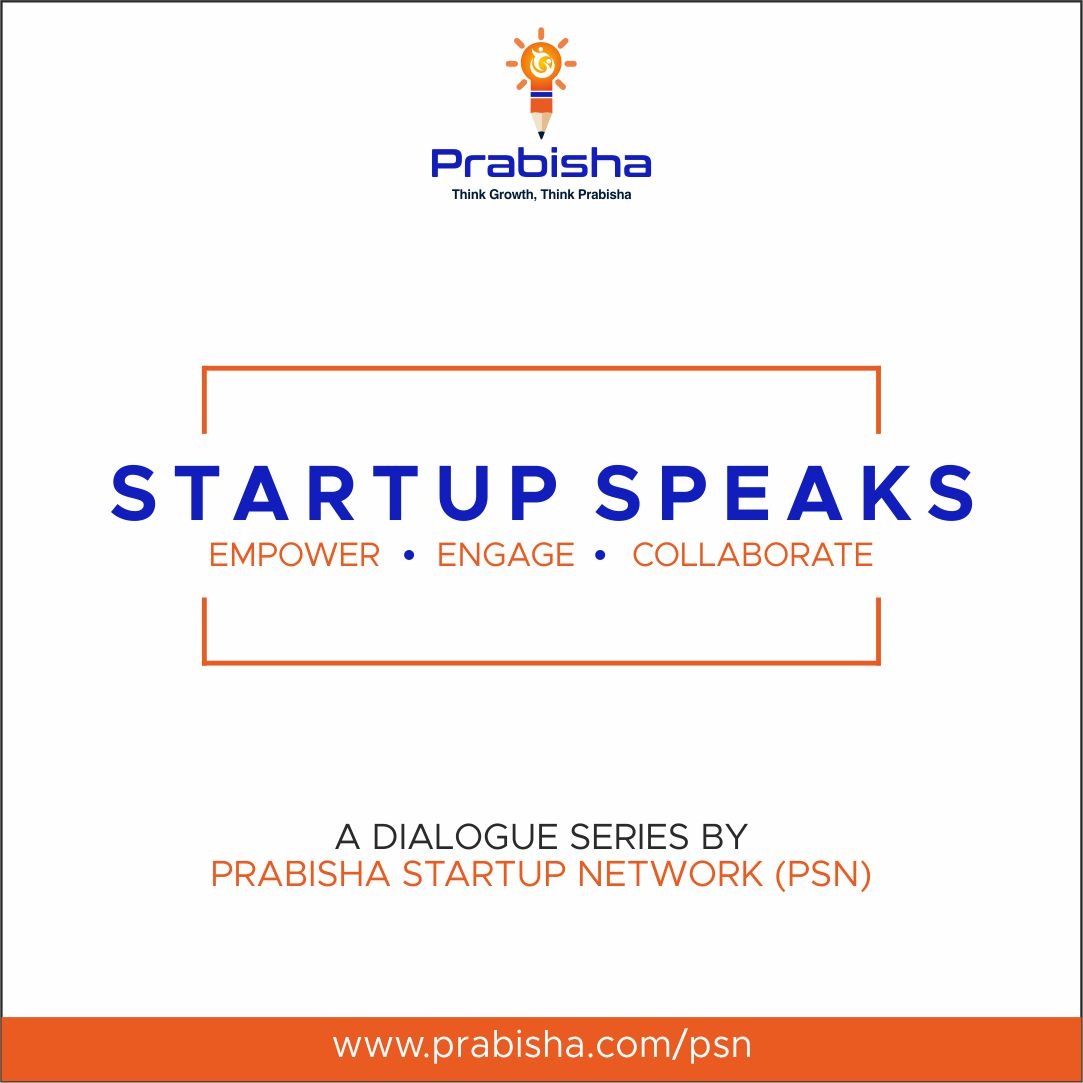 Prabisha
Think Growth, Think Prabisha
STARTUP SPEAKS
EMPOWER • ENGAGE • COLLABORATE
A DIALOGUE SERIES BY
PRABISHA STARTUP NETWORK (PSN)
www.prabisha.com/psn